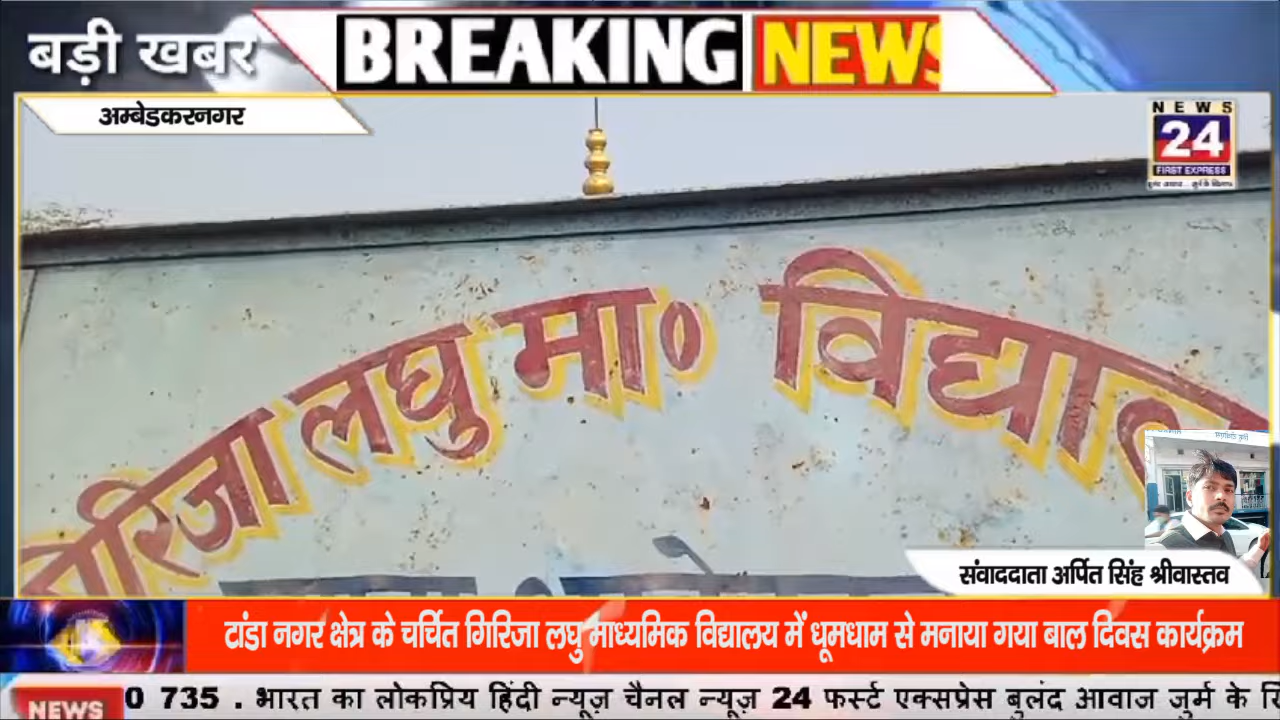 बड़ी खबर
BREAKING NEWS
अम्बेडकरनगर
NEWS
24
FIRST EXPRESS
गिरिजा लघु मा० विद्याल
संवाददाता अर्पित सिंह श्रीवास्तव
टांडा नगर क्षेत्र के चर्चित गिरिजा लघु माध्यमिक विद्यालय में धूमधाम से मनाया गया बाल दिवस कार्यक्रम
NEWS
0 735 . भारत का लोकप्रिय हिंदी न्यूज़ चैनल न्यूज़ 24 फर्स्ट एक्सप्रेस बुलंद आवाज जुर्म के